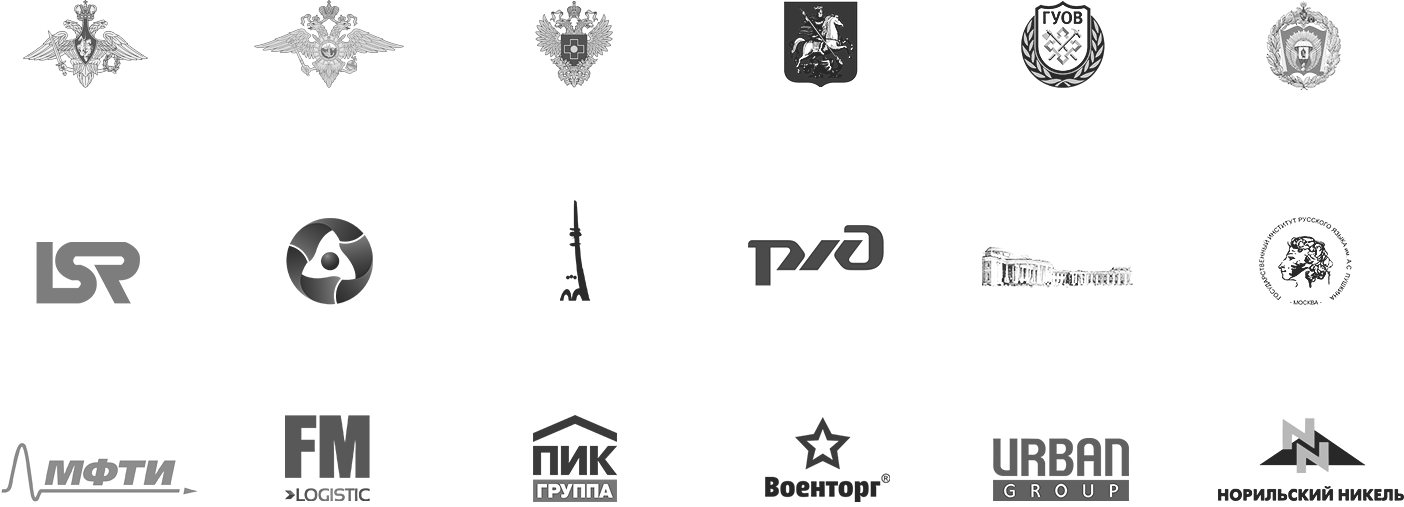 ГУОВ
LSR
РЖД
ГОСУДАРСТВЕННЫЙ ИНСТИТУТ РУССКОГО ЯЗЫКА им. А.С. ПУШКИНА
- МОСКВА -
МФТИ
FM
LOGISTIC
ПИК
ГРУППА
Военторг®
URBAN
GROUP
НОРИЛЬСКИЙ НИКЕЛЬ